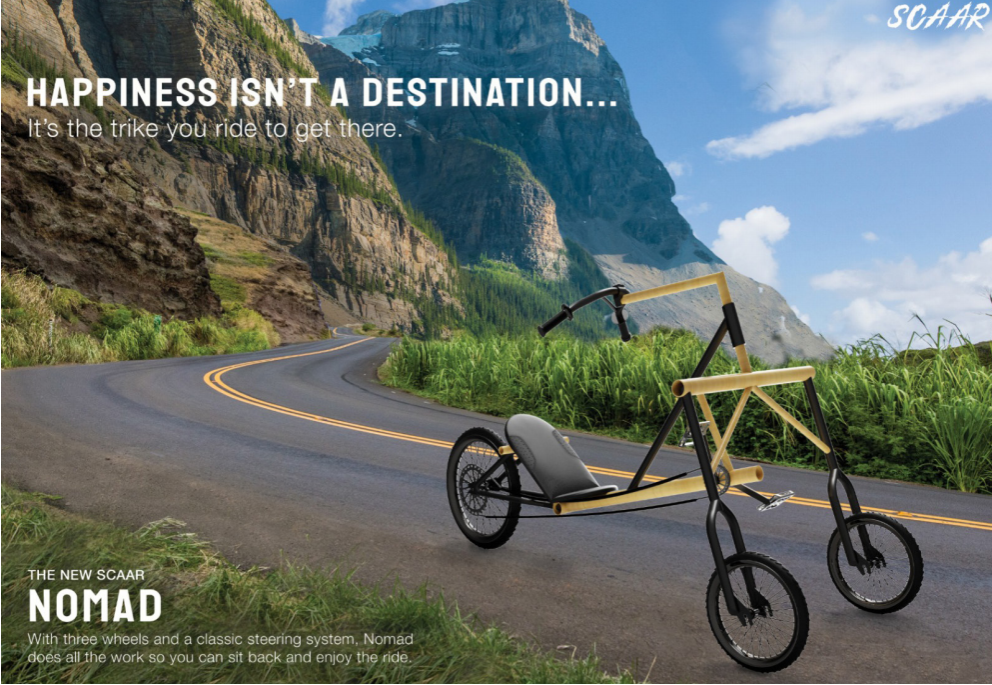 SCAAR
HAPPINESS ISN'T A DESTINATION...
It's the trike you ride to get there.
THE NEW SCAAR
NOMAD
With three wheels and a classic steering system, Nomad
does all the work so you can sit back and enjoy the ride.